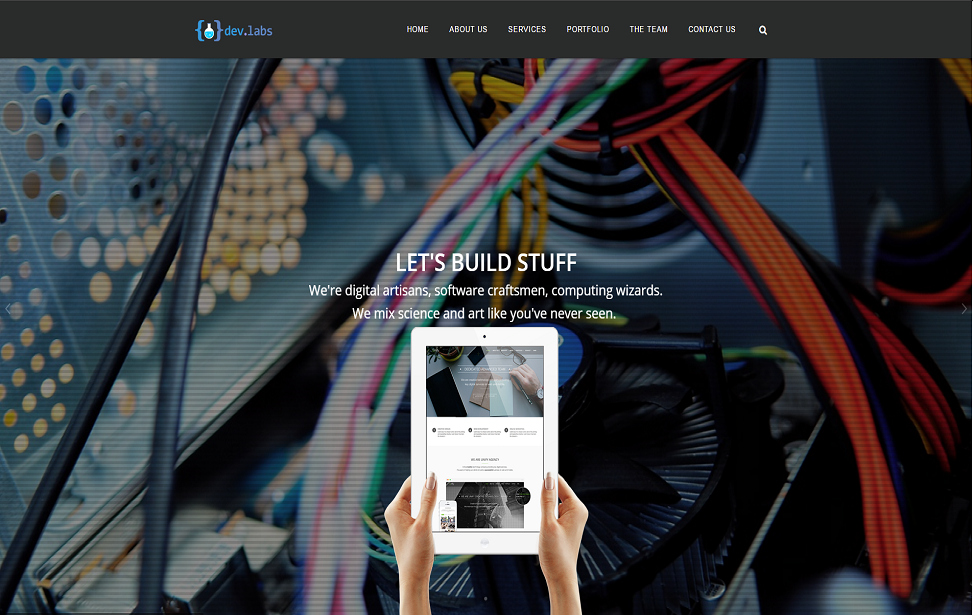 dev.labs
HOME ABOUT US SERVICES PORTFOLIO THE TEAM CONTACT US
LET'S BUILD STUFF
We're digital artisans, software craftsmen, computing wizards.
We mix science and art like you've never seen.